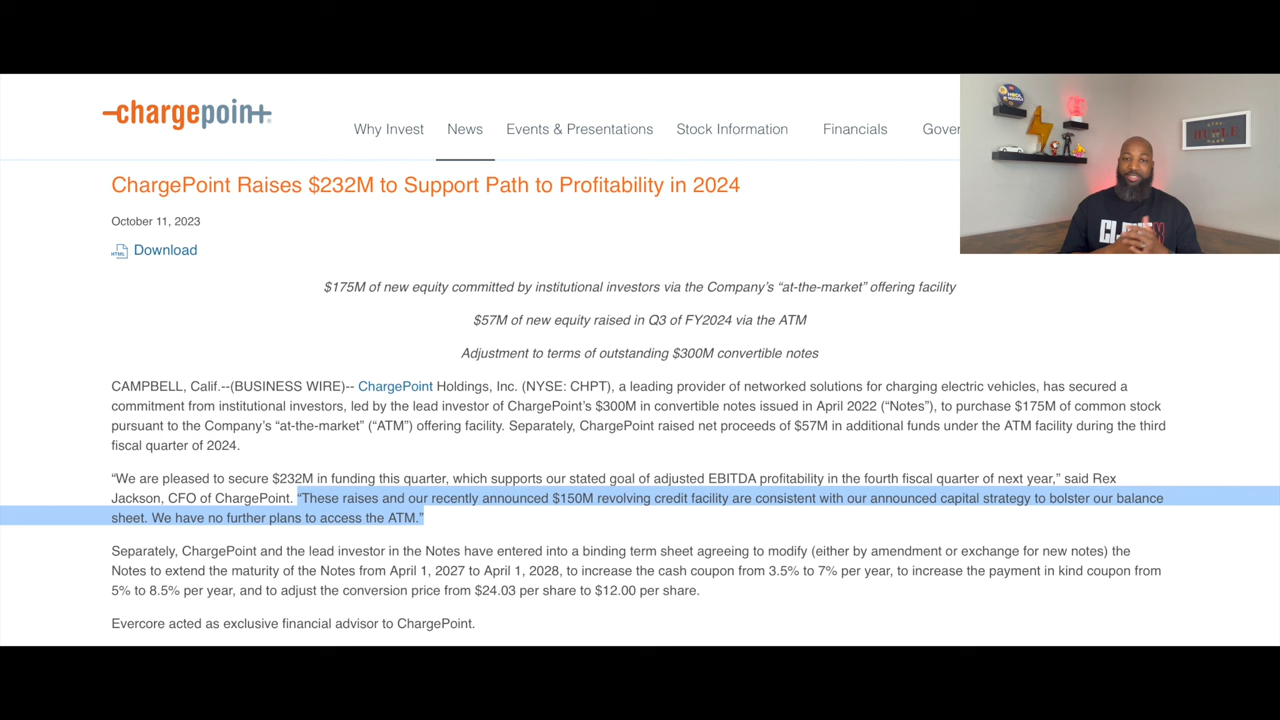 -chargepoin+.
Why Invest
News
Events & Presentations
Stock Information
Financials
Gover
ChargePoint Raises $232M to Support Path to Profitability in 2024
October 11, 2023
HTML Download
$175M of new equity committed by institutional investors via the Company’s “at-the-market” offering facility
$57M of new equity raised in Q3 of FY2024 via the ATM
Adjustment to terms of outstanding $300M convertible notes
CAMPBELL, Calif.--(BUSINESS WIRE)-- ChargePoint Holdings, Inc. (NYSE: CHPT), a leading provider of networked solutions for charging electric vehicles, has secured a
commitment from institutional investors, led by the lead investor of ChargePoint’s $300M in convertible notes issued in April 2022 (“Notes”), to purchase $175M of common stock
pursuant to the Company’s “at-the-market” (“ATM”) offering facility. Separately, ChargePoint raised net proceeds of $57M in additional funds under the ATM facility during the third
fiscal quarter of 2024.
“We are pleased to secure $232M in funding this quarter, which supports our stated goal of adjusted EBITDA profitability in the fourth fiscal quarter of next year,” said Rex
Jackson, CFO of ChargePoint. “These raises and our recently announced $150M revolving credit facility are consistent with our announced capital strategy to bolster our balance
sheet. We have no further plans to access the ATM.”
Separately, ChargePoint and the lead investor in the Notes have entered into a binding term sheet agreeing to modify (either by amendment or exchange for new notes) the
Notes to extend the maturity of the Notes from April 1, 2027 to April 1, 2028, to increase the cash coupon from 3.5% to 7% per year, to increase the payment in kind coupon from
5% to 8.5% per year, and to adjust the conversion price from $24.03 per share to $12.00 per share.
Evercore acted as exclusive financial advisor to ChargePoint.